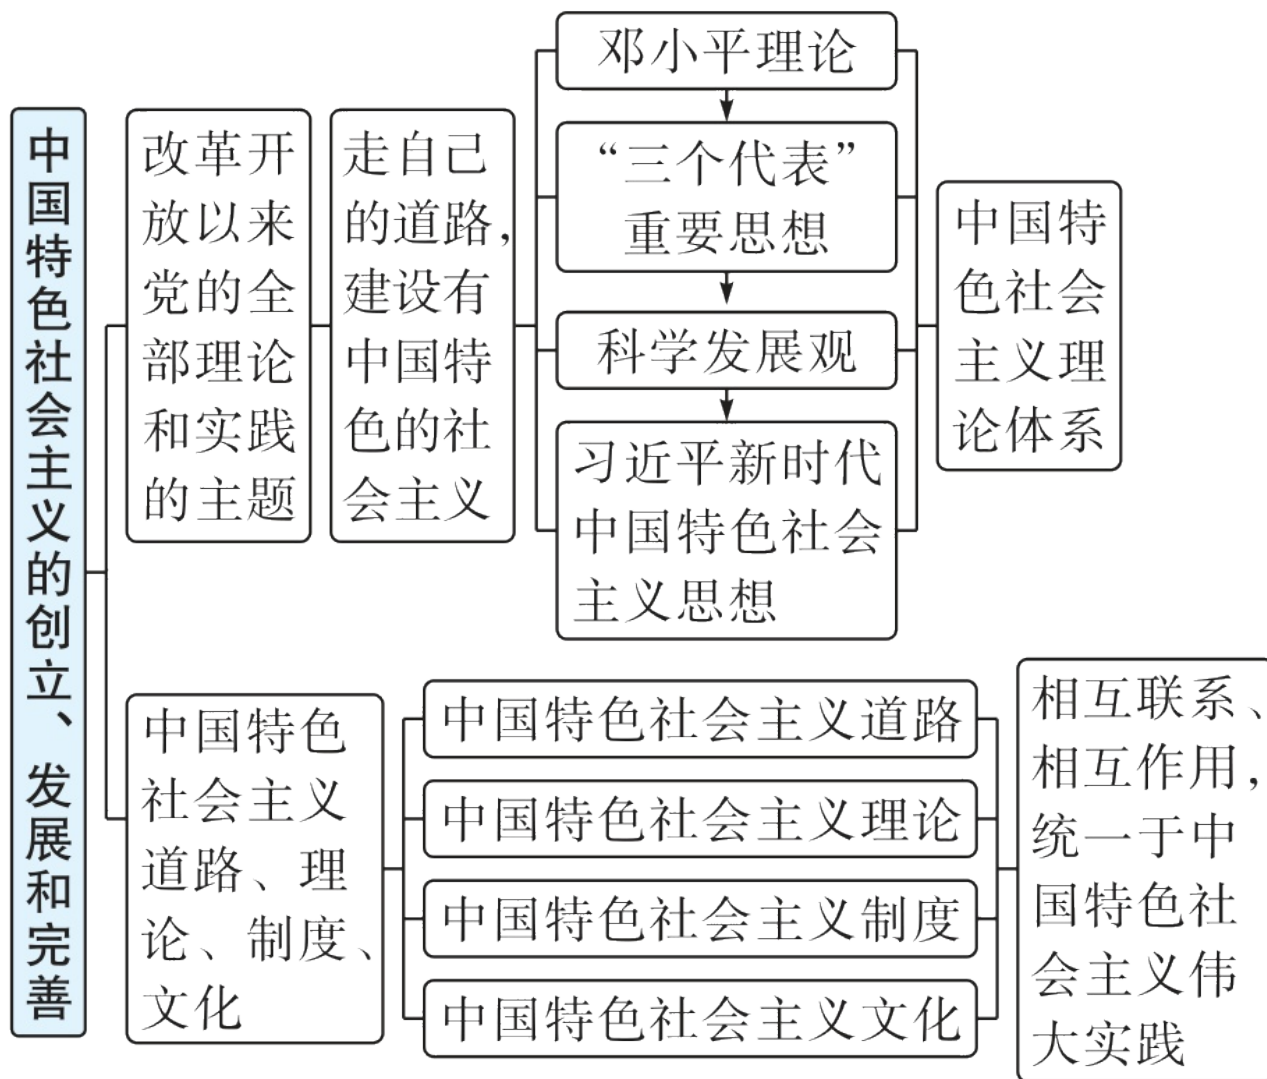 中国特色社会主义的创立、发展和完善
改革开
放以来
党的全
部理论
和实践
的主题
走自己
的道路，
建设有
中国特
色的社
会主义
邓小平理论
“三个代表”
重要思想
科学发展观
习近平新时代
中国特色社会
主义思想
中国特
色社会
主义理
论体系
中国特色
社会主义
道路、理
论、制度、
文化
中国特色社会主义道路
中国特色社会主义理论
中国特色社会主义制度
中国特色社会主义文化
相互联系、
相互作用，
统一于中
国特色社
会主义伟
大实践